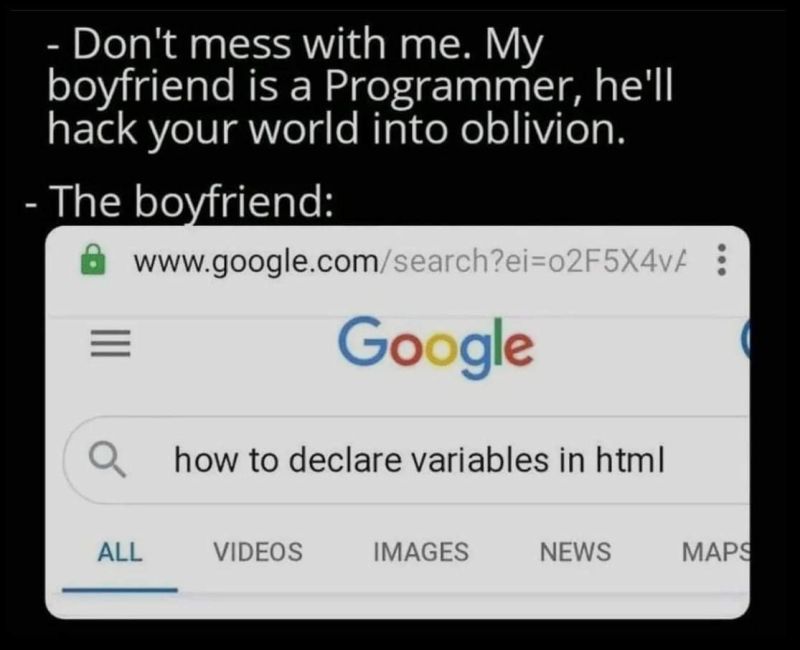 - Don't mess with me. My
boyfriend is a Programmer, he'll
hack your world into oblivion.
- The boyfriend:
www.google.com/search?ei=o2F5X4vA
Google
how to declare variables in html
ALL VIDEOS IMAGES NEWS MAPS